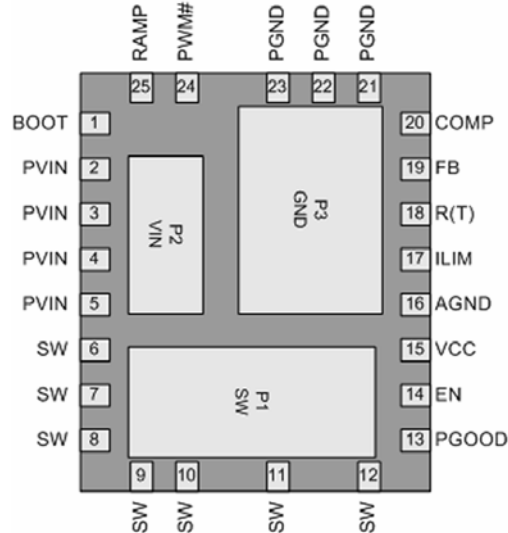 RAMP
PWM#
PGND
PGND
PGND
25
24
23
22
21
BOOT 1
20 COMP
PVIN 2
19 FB
PVIN 3
18 R(T)
PVIN 4
17 ILIM
PVIN 5
16 AGND
SW 6
15 VCC
SW 7
14 EN
SW 8
13 PGOOD
P2
VIN
P3
GND
P1
SW
9
10
11
12
SW
SW
SW
SW